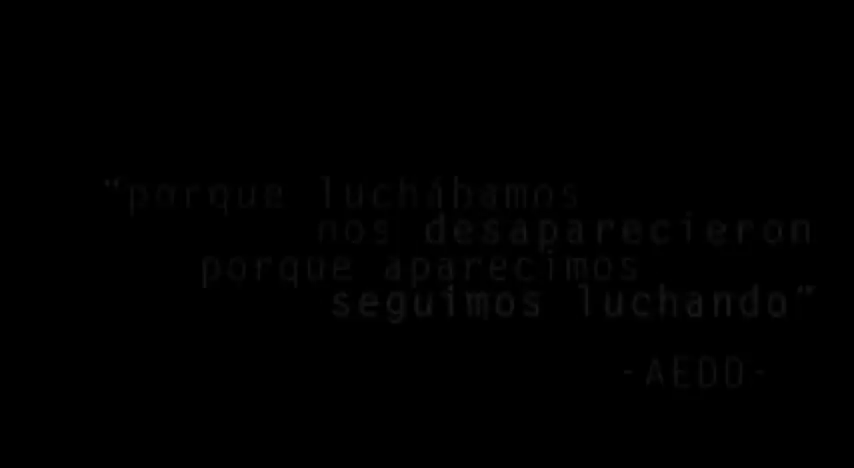 "porque luchábamos
nos desaparecieron
porque aparecimos
seguimos luchando"
-AEDD-